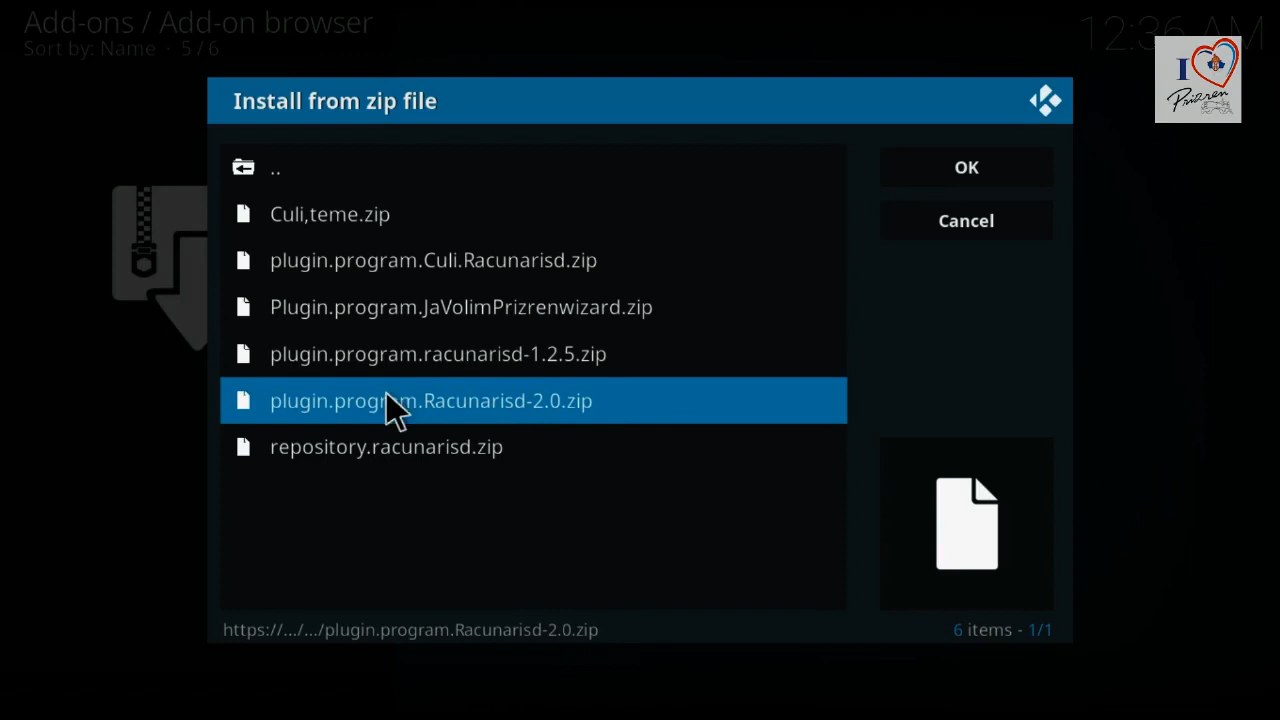 Add-ons / Add-on browser
Sort by: Name · 5 / 6
12:36 AM
I
Prizren
Install from zip file
..
Culi,teme.zip
plugin.program.Culi.Racunarisd.zip
Plugin.program.JaVolimPrizrenwizard.zip
plugin.program.racunarisd-1.2.5.zip
plugin.program.Racunarisd-2.0.zip
repository.racunarisd.zip
OK
Cancel
https://.../.../plugin.program.Racunarisd-2.0.zip
6 items - 1/1